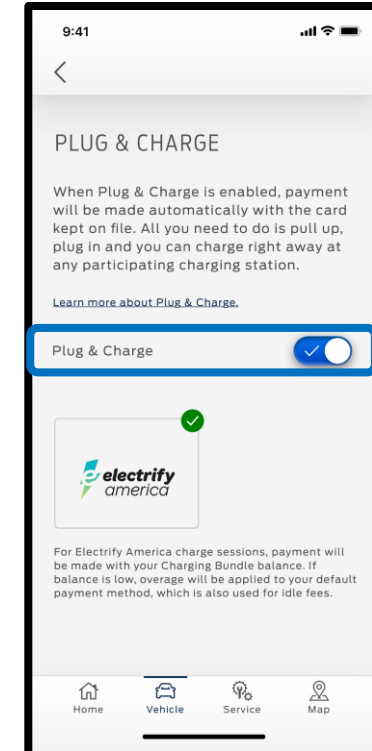 9:41
PLUG & CHARGE
When Plug & Charge is enabled, payment
will be made automatically with the card
kept on file. All you need to do is pull up,
plug in and you can charge right away at
any participating charging station.
Learn more about Plug & Charge.
Plug & Charge
electrify
america
For Electrify America charge sessions, payment will
be made with your Charging Bundle balance. If
balance is low, overage will be applied to your default
payment method, which is also used for idle fees.
Home Vehicle Service Map